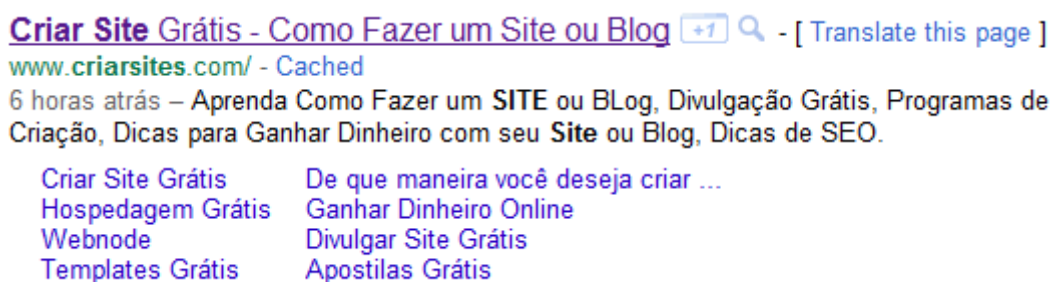 Criar Site Grátis - Como Fazer um Site ou Blog +1 - [ Translate this page ]
www.criarsites.com/ - Cached
6 horas atrás – Aprenda Como Fazer um SITE ou BLog, Divulgação Grátis, Programas de
Criação, Dicas para Ganhar Dinheiro com seu Site ou Blog, Dicas de SEO.
Criar Site Grátis De que maneira você deseja criar ...
Hospedagem Grátis Ganhar Dinheiro Online
Webnode Divulgar Site Grátis
Templates Grátis Apostilas Grátis